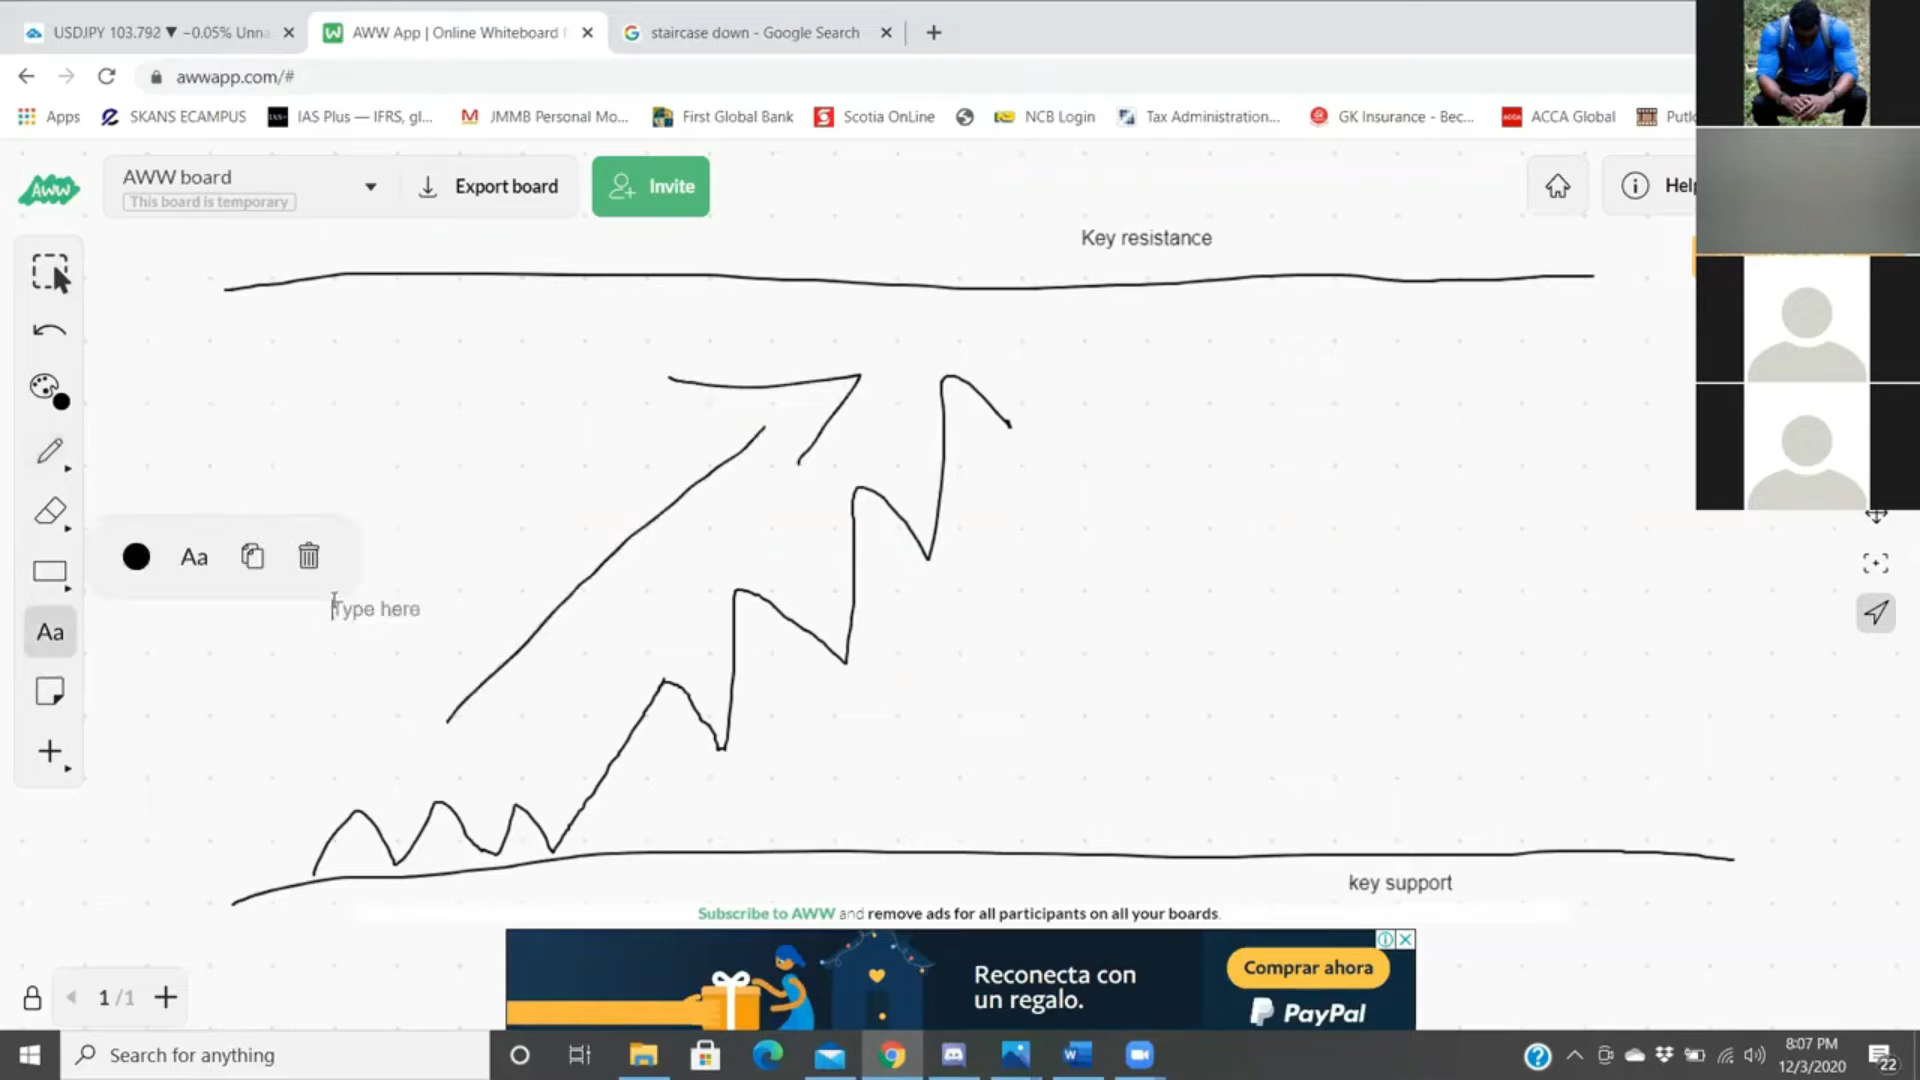 USDJPY 103.792 ▼ −0.05% Unna
AWW App | Online Whiteboard f
staircase down - Google Search
awwapp.com/#
Apps
SKANS ECAMPUS
IAS Plus — IFRS, gl...
JMMB Personal Mo...
First Global Bank
Scotia OnLine
NCB Login
Tax Administration...
GK Insurance - Bec...
ACCA Global
Putlo
AWW
AWW board
This board is temporary
Export board
Invite
Help
Key resistance
Aa
Type here
Aa
key support
Subscribe to AWW and remove ads for all participants on all your boards.
Reconecta con
un regalo.
Comprar ahora
PayPal
1 /1
Search for anything
8:07 PM
12/3/2020
22